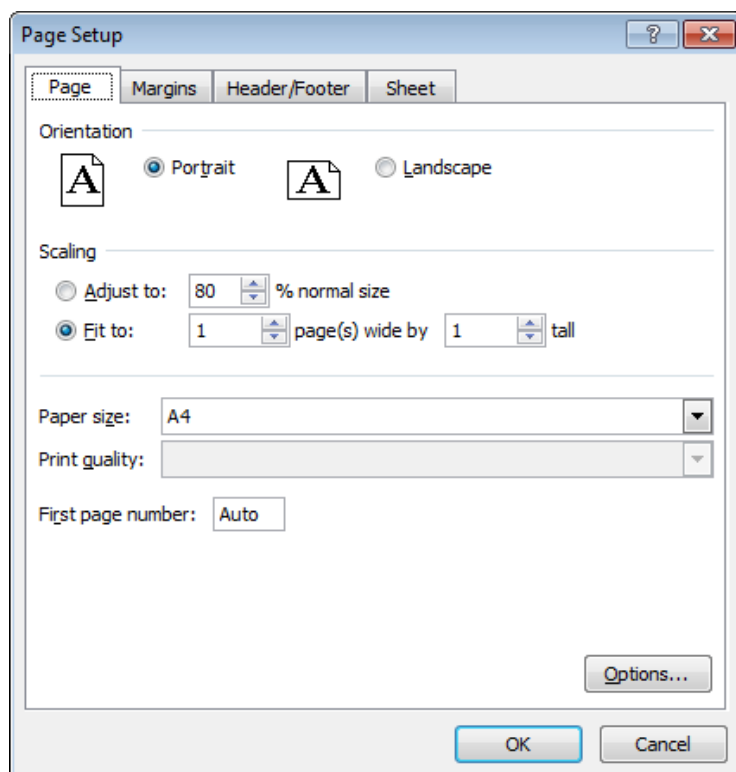 Page Setup
Page Margins Header/Footer Sheet
Orientation
A Portrait A Landscape
Scaling
Adjust to: 80 % normal size
Fit to: 1 page(s) wide by 1 tall
Paper size: A4
Print quality:
First page number: Auto
Options...
OK Cancel